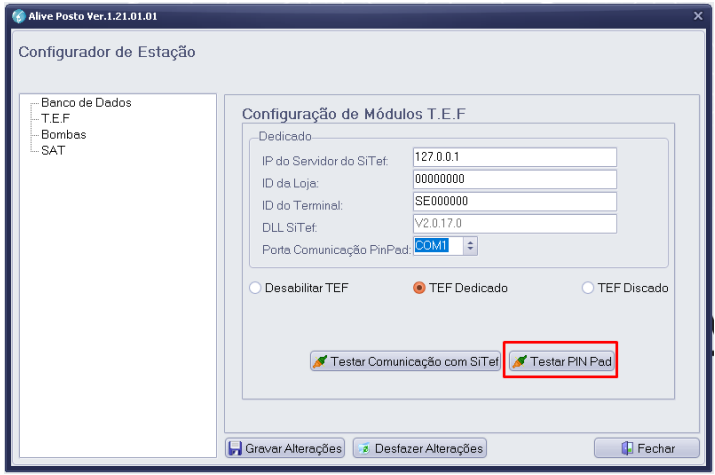 Alive Posto Ver.1.21.01.01
Configurador de Estação
Banco de Dados
T.E.F
Bombas
SAT
Configuração de Módulos T.E.F
Dedicado
IP do Servidor do SiTef: 127.0.0.1
ID da Loja: 00000000
ID do Terminal: SE000000
DLL SiTef: V2.0.17.0
Porta Comunicação PinPad: COM1
Desabilitar TEF TEF Dedicado TEF Discado
Testar Comunicação com SiTef Testar PIN Pad
Gravar Alterações Desfazer Alterações Fechar